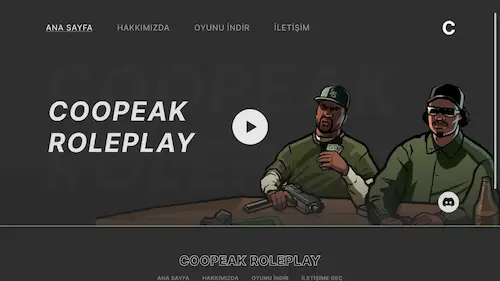 ANA SAYFA HAKKIMIZDA OYUNU İNDİR İLETİŞİM C
COOPEAK
COOPEAK
ROLEPLAY
COOPEAK ROLEPLAY
ANA SAYFA HAKKIMIZDA OYUNU İNDİR İLETİŞİME GEÇ